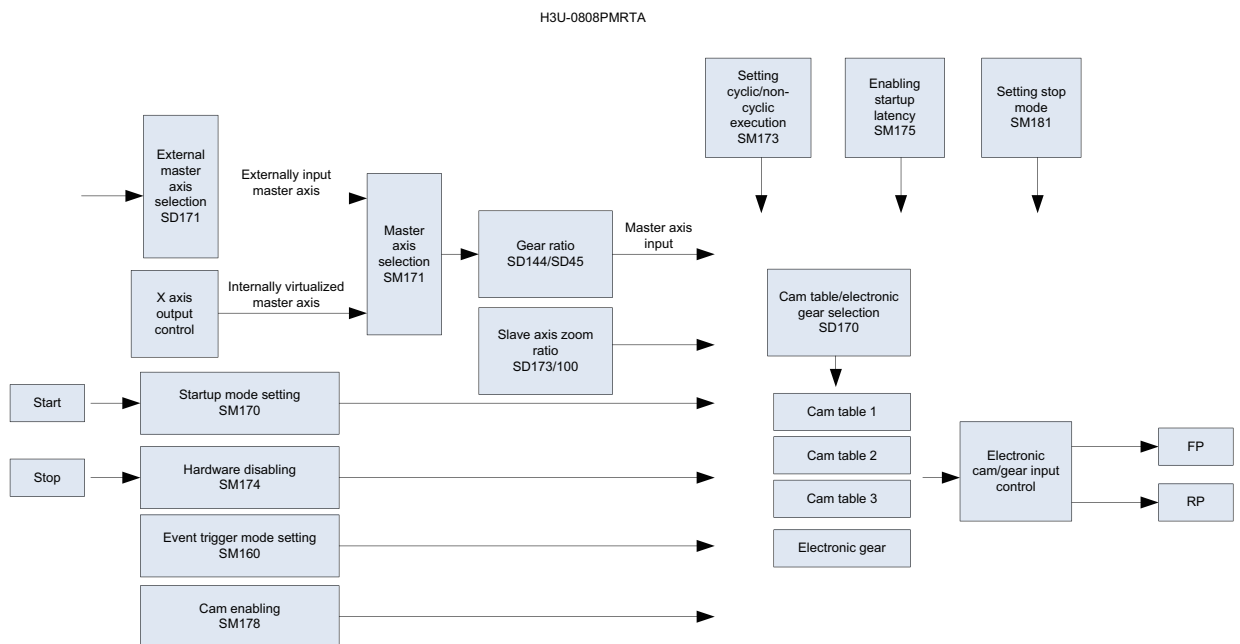 H3U-0808PMRTA
Setting
cyclic/non-
cyclic
execution
SM173
Enabling
startup
latency
SM175
Setting stop
mode
SM181
External
master
axis
selection
SD171
Externally input
master axis
Master
axis
selection
SM171
Gear ratio
SD144/SD45
Master axis
input
X axis
output
control
Internally virtualized
master axis
Cam table/electronic
gear selection
SD170
Slave axis zoom
ratio
SD173/100
Start
Startup mode setting
SM170
Cam table 1
Stop
Hardware disabling
SM174
Cam table 2
Cam table 3
Electronic
cam/gear input
control
FP
RP
Event trigger mode setting
SM160
Electronic gear
Cam enabling
SM178